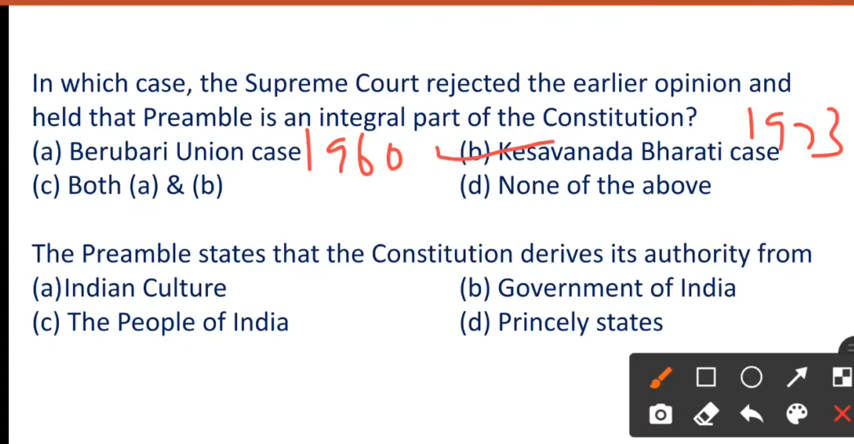 In which case, the Supreme Court rejected the earlier opinion and
held that Preamble is an integral part of the Constitution?
(a) Berubari Union case 1960 (b) Kesavanada Bharati case 1973
(c) Both (a) & (b) (d) None of the above
The Preamble states that the Constitution derives its authority from
(a)Indian Culture (b) Government of India
(c) The People of India (d) Princely states